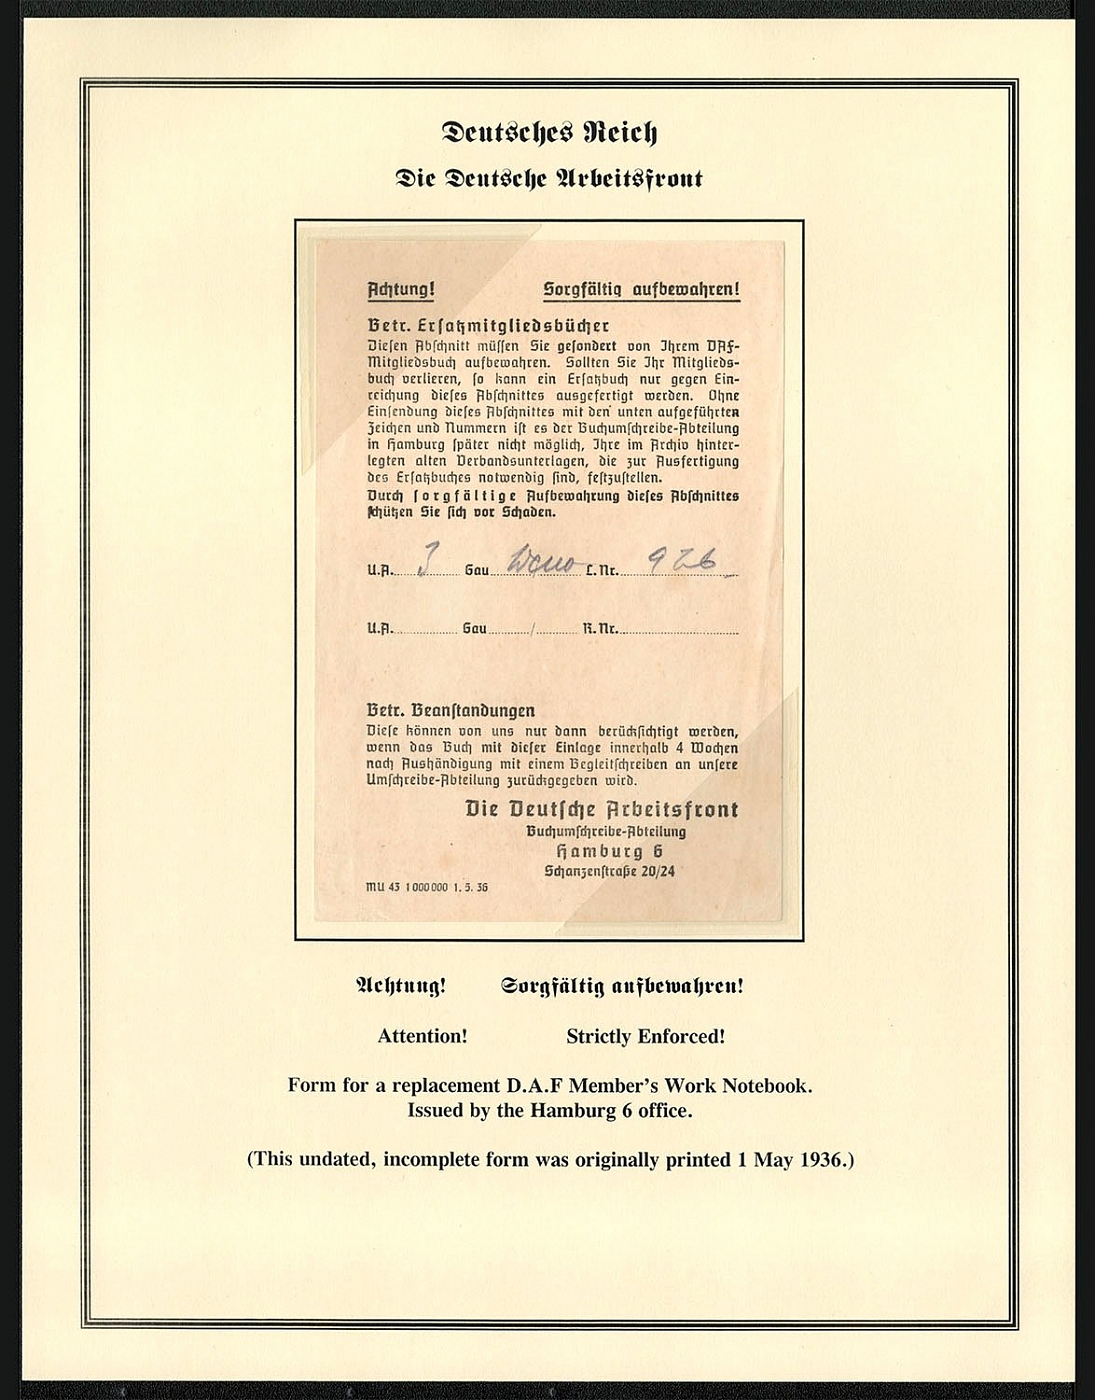 Deutsches Reich
Die Deutsche Arbeitsfront
Achtung! Sorgfältig aufbewahren!
Betr. Ersatzmitgliedsbücher
Diesen Abschnitt müssen Sie gesondert von Ihrem DAF-
Mitgliedsbuch aufbewahren. Sollten Sie Ihr Mitglieds-
buch verlieren, so kann ein Ersatzbuch nur gegen Ein-
reichung dieses Abschnittes ausgefertigt werden. Ohne
Einsendung dieses Abschnittes mit den unten aufgeführten
Zeichen und Nummern ist es der Buchumschreibe-Abteilung
in Hamburg später nicht möglich, Ihre im Archiv hinter-
legten alten Verbandsunterlagen, die zur Ausfertigung
des Ersatzbuches notwendig sind, festzustellen.
Durch sorgfältige Aufbewahrung dieses Abschnittes
schützen Sie sich vor Schaden.
U.A. 3 Gau L.Nr. 926
U.A. Gau / R.Nr.
Betr. Beanstandungen
Diese können von uns nur dann berücksichtigt werden,
wenn das Buch mit dieser Einlage innerhalb 4 Wochen
nach Aushändigung mit einem Begleitschreiben an unsere
Umschreibe-Abteilung zurückgegeben wird.
Die Deutsche Arbeitsfront
Buchumschreibe-Abteilung
Hamburg 6
Schanzenstraße 20/24
MU 43 1 000 000 1. 5. 36
Achtung! Sorgfältig aufbewahren!
Attention! Strictly Enforced!
Form for a replacement D.A.F Member's Work Notebook.
Issued by the Hamburg 6 office.
(This undated, incomplete form was originally printed 1 May 1936.)